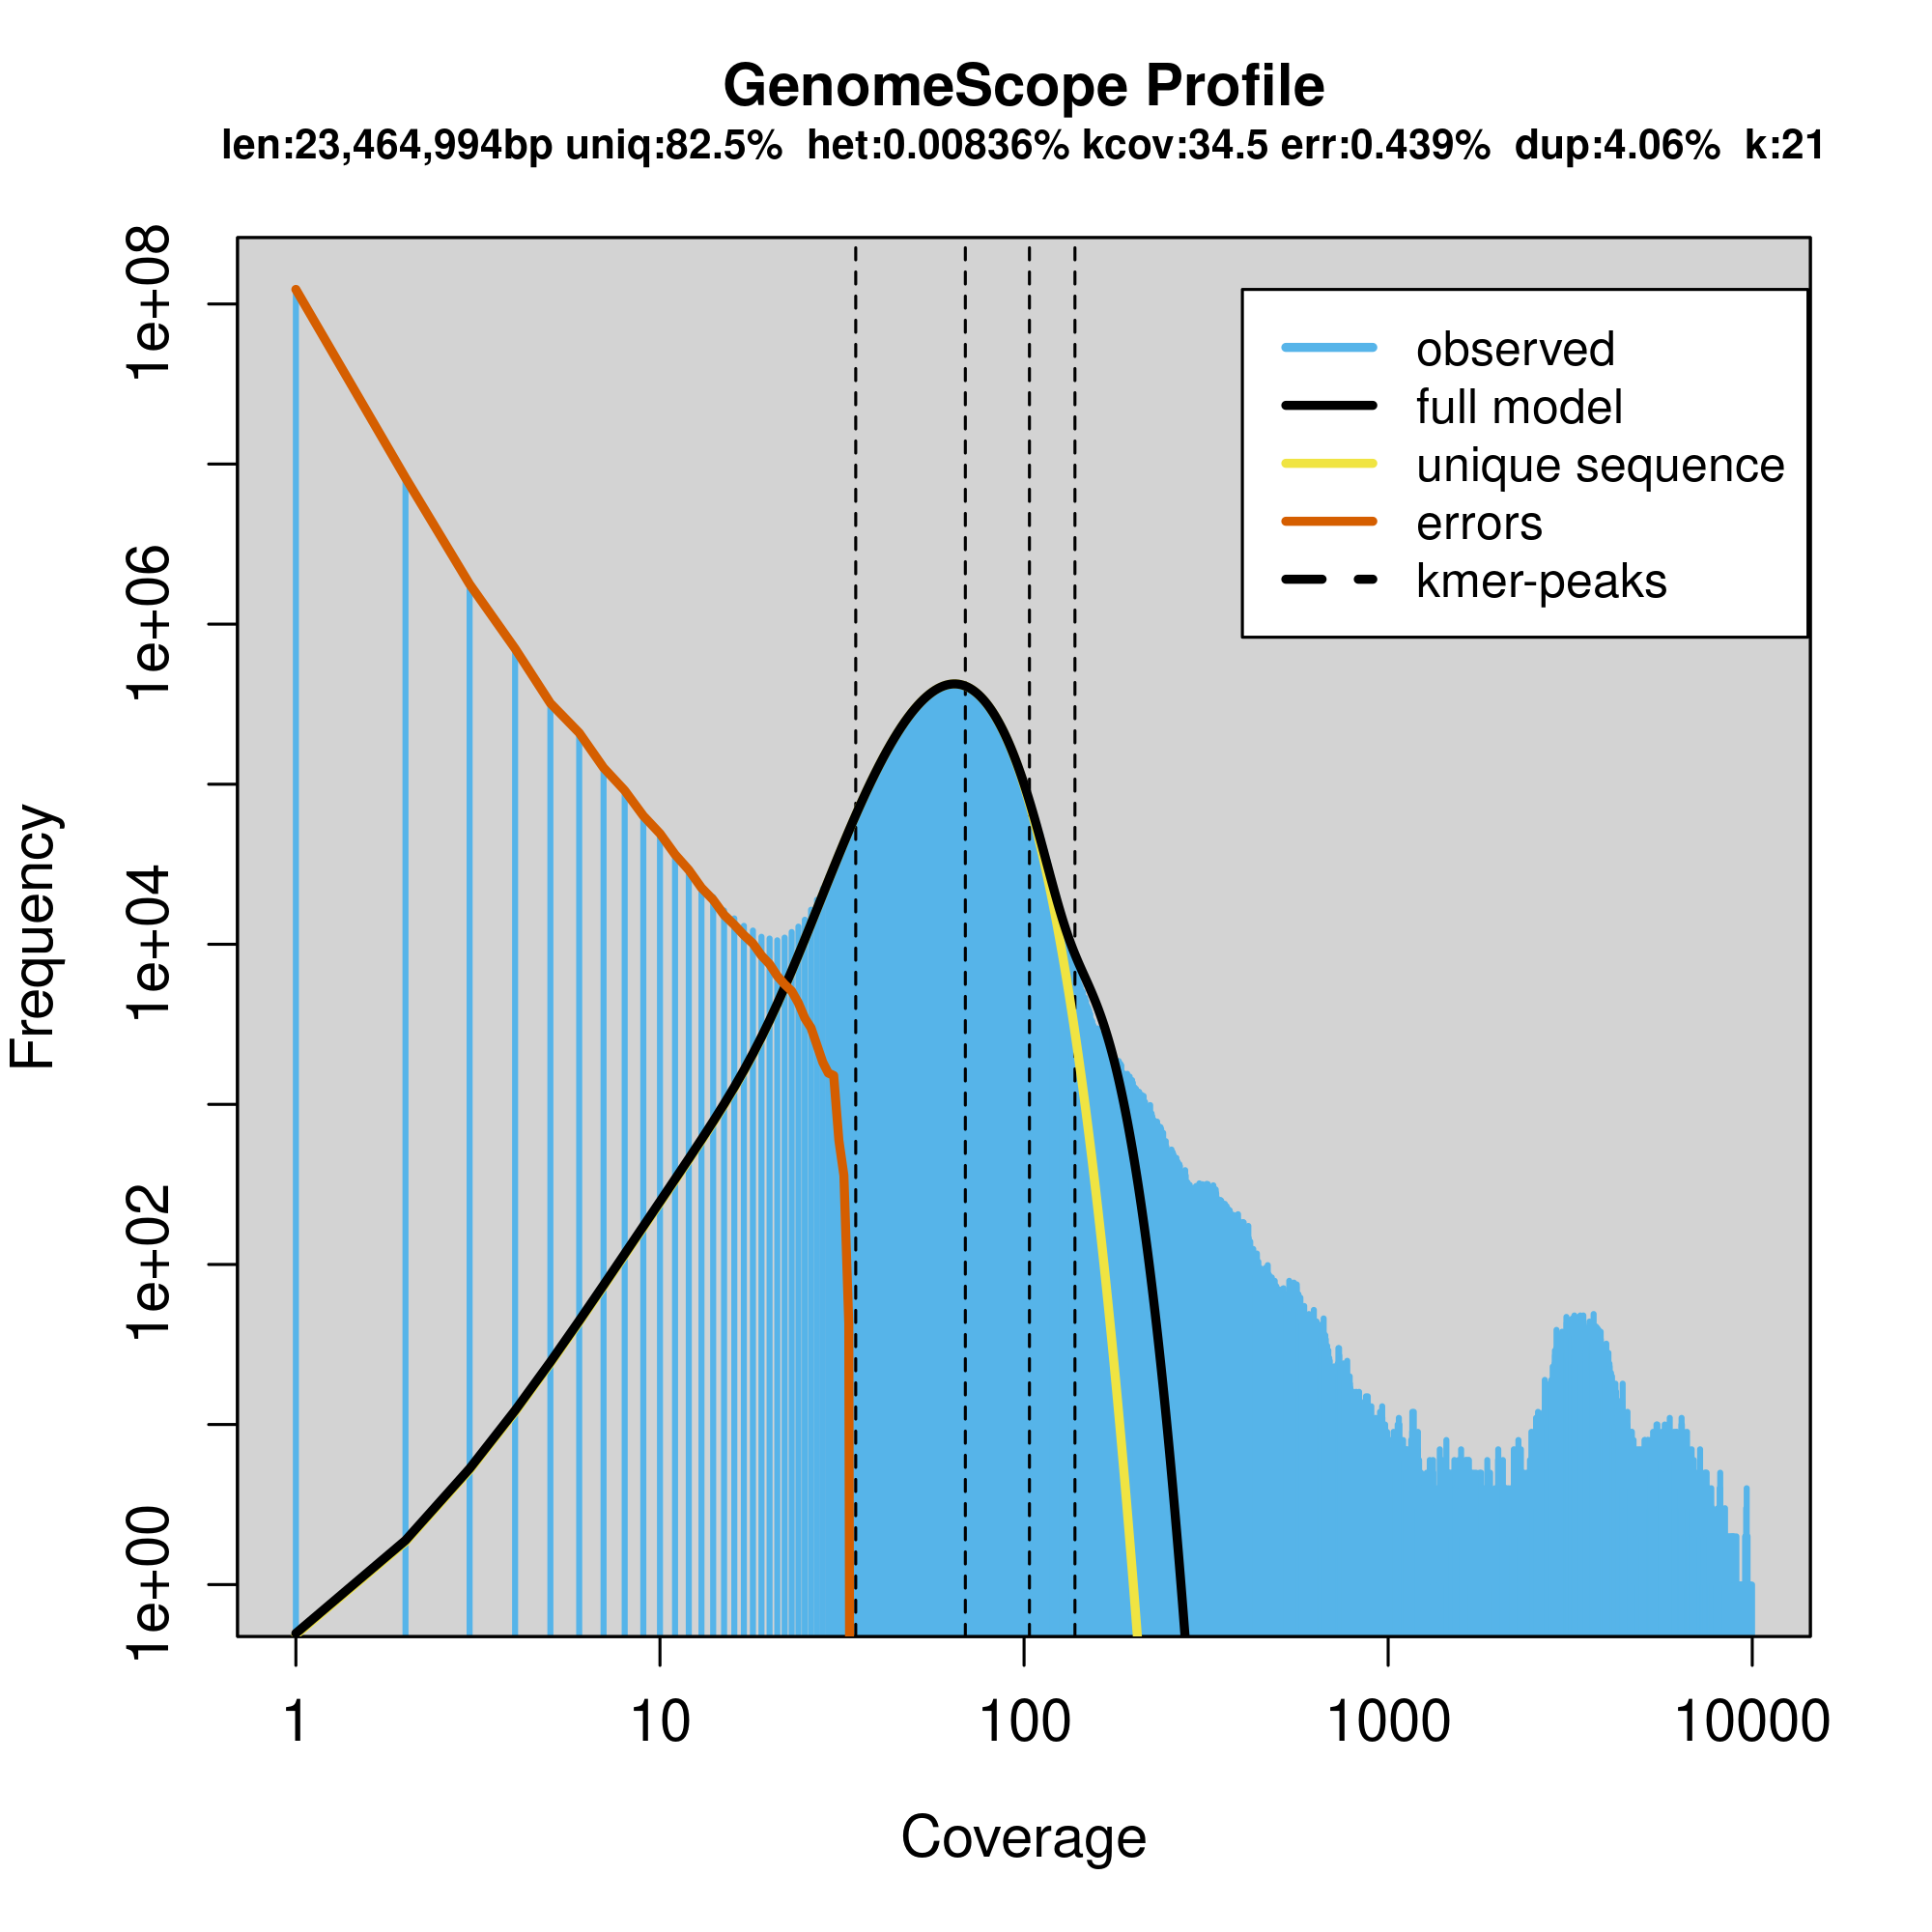 GenomeScope Profile
len:23,464,994bp uniq:82.5% het:0.00836% kcov:34.5 err:0.439% dup:4.06% k:21
1e+08
1e+06
1e+04
1e+02
1e+00
Frequency
observed
full model
unique sequence
errors
kmer-peaks
1 10 100 1000 10000
Coverage